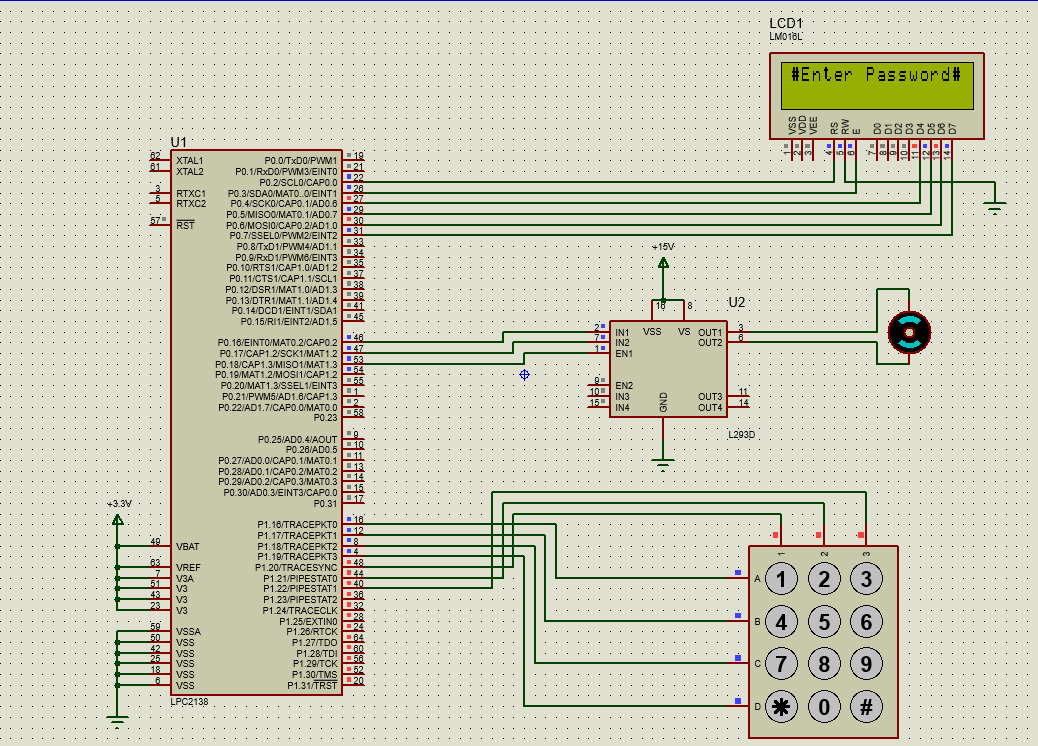 LCD1
LM016L
#Enter Password#
VSS VDD VEE RS RW E D0 D1 D2 D3 D4 D5 D6 D7
1 2 3 4 5 6 7 8 9 10 11 12 13 14
U1
62 XTAL1
61 XTAL2
3 RTXC1
5 RTXC2
57 RST
P0.0/TxD0/PWM1 19
P0.1/RxD0/PWM3/EINT0 21
P0.2/SCL0/CAP0.0 22
P0.3/SDA0/MAT0..0/EINT1 26
P0.4/SCK0/CAP0.1/AD0.6 27
P0.5/MISO0/MAT0.1/AD0.7 29
P0.6/MOSI0/CAP0.2/AD1.0 30
P0.7/SSEL0/PWM2/EINT2 31
P0.8/TxD1/PWM4/AD1.1 33
P0.9/RxD1/PWM6/EINT3 34
P0.10/RTS1/CAP1.0/AD1.2 35
P0.11/CTS1/CAP1.1/SCL1 37
P0.12/DSR1/MAT1.0/AD1.3 38
P0.13/DTR1/MAT1.1/AD1.4 39
P0.14/DCD1/EINT1/SDA1 41
P0.15/RI1/EINT2/AD1.5 45
P0.16/EINT0/MAT0.2/CAP0.2 46
P0.17/CAP1.2/SCK1/MAT1.2 47
P0.18/CAP1.3/MISO1/MAT1.3 53
P0.19/MAT1.2/MOSI1/CAP1.2 54
P0.20/MAT1.3/SSEL1/EINT3 55
P0.21/PWM5/AD1.6/CAP1.3 1
P0.22/AD1.7/CAP0.0/MAT0.0 2
P0.23 58
P0.25/AD0.4/AOUT 9
P0.26/AD0.5 10
P0.27/AD0.0/CAP0.1/MAT0.1 11
P0.28/AD0.1/CAP0.2/MAT0.2 13
P0.29/AD0.2/CAP0.3/MAT0.3 14
P0.30/AD0.3/EINT3/CAP0.0 15
P0.31 17
P1.16/TRACEPKT0 16
P1.17/TRACEPKT1 12
P1.18/TRACEPKT2 8
P1.19/TRACEPKT3 4
P1.20/TRACESYNC 48
P1.21/PIPESTAT0 44
P1.22/PIPESTAT1 40
P1.23/PIPESTAT2 36
P1.24/TRACECLK 32
P1.25/EXTIN0 28
P1.26/RTCK 24
P1.27/TDO 64
P1.28/TDI 60
P1.29/TCK 56
P1.30/TMS 52
P1.31/TRST 20
+3.3V
49 VBAT
63 VREF
7 V3A
51 V3
43 V3
23 V3
59 VSSA
50 VSS
42 VSS
25 VSS
18 VSS
6 VSS
LPC2138
+15V
16 8
U2
VSS VS
2 IN1 OUT1 3
7 IN2 OUT2 6
1 EN1
9 EN2
10 IN3 OUT3 11
15 IN4 OUT4 14
GND
L293D
1 2 3
A 1 2 3
B 4 5 6
C 7 8 9
D * 0 #